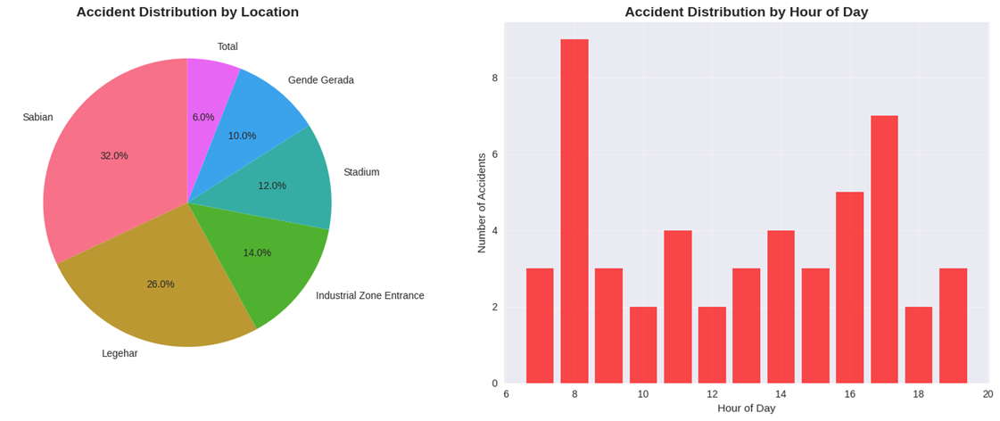 Accident Distribution by Location
Total
Gende Gerada
Sabian
6.0%
10.0%
32.0%
Stadium
12.0%
14.0%
26.0%
Industrial Zone Entrance
Legehar
Accident Distribution by Hour of Day
Number of Accidents
8
6
4
2
0
6 8 10 12 14 16 18 20
Hour of Day